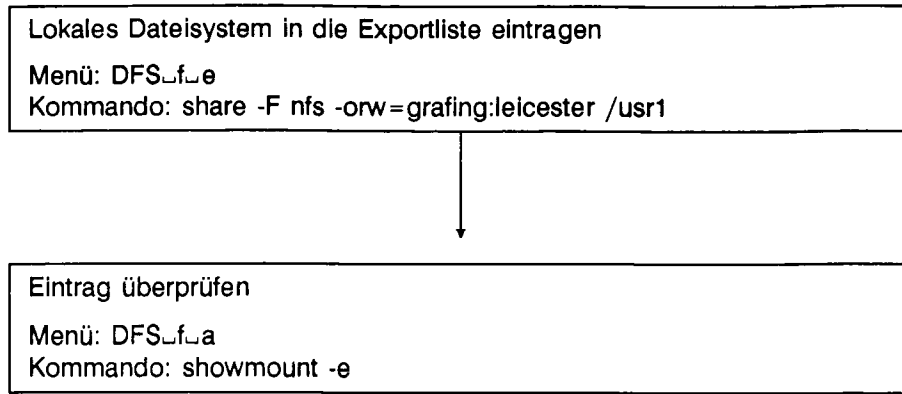 Lokales Dateisystem in die Exportliste eintragen
Menü: DFS␣f␣e
Kommando: share -F nfs -orw=grafing:leicester /usr1
Eintrag überprüfen
Menü: DFS␣f␣a
Kommando: showmount -e